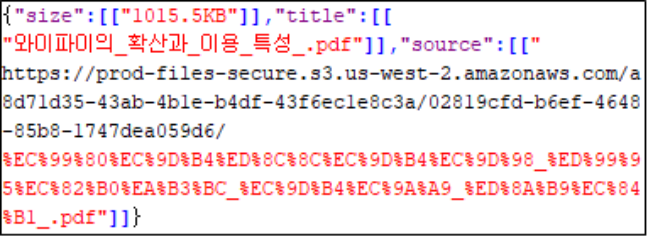 {"size":[["1015.5KB"]],"title":[[
"와이파이의_확산과_이용_특성_.pdf"]],"source":[["
https://prod-files-secure.s3.us-west-2.amazonaws.com/a
8d71d35-43ab-4b1e-b4df-43f6ec1e8c3a/02819cfd-b6ef-4648
-85b8-1747dea059d6/
%EC%99%80%EC%9D%B4%ED%8C%8C%EC%9D%B4%EC%9D%98_%ED%99%9
5%EC%82%B0%EA%B3%BC_%EC%9D%B4%EC%9A%A9_%ED%8A%B9%EC%84
%B1_.pdf"]]}